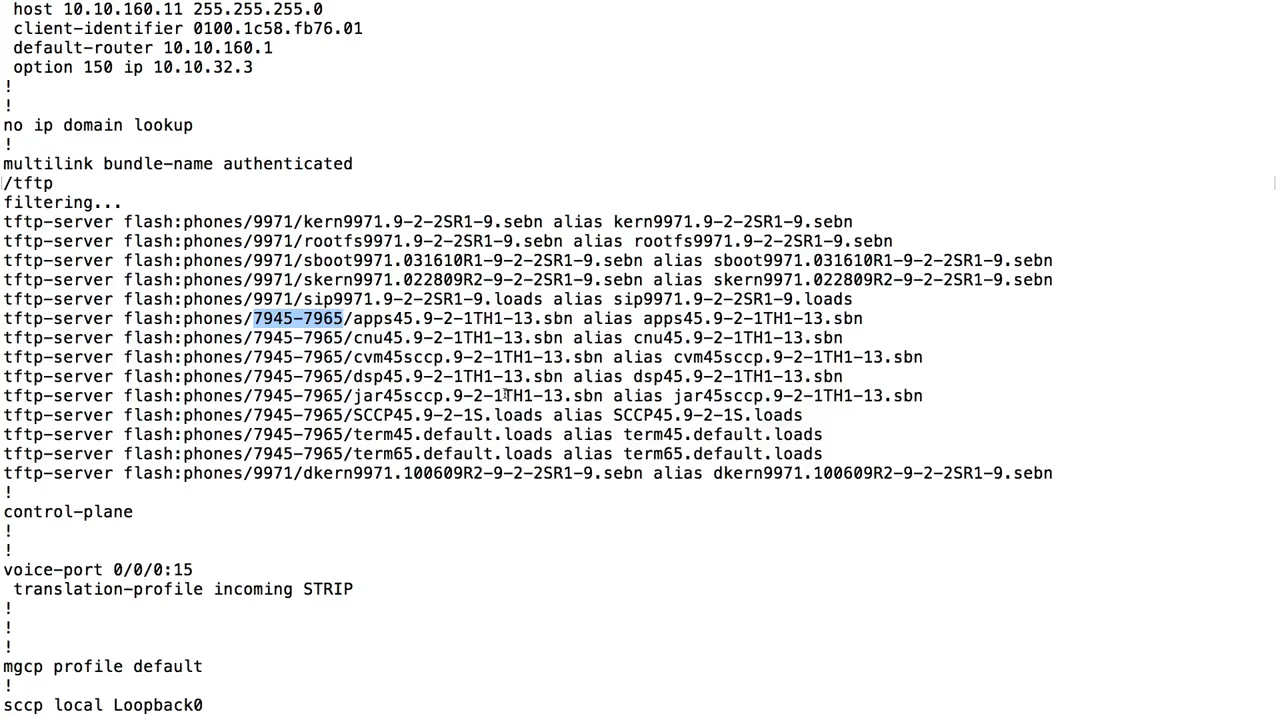 host 10.10.160.11 255.255.255.0
client-identifier 0100.1c58.fb76.01
default-router 10.10.160.1
option 150 ip 10.10.32.3
!
!
no ip domain lookup
!
multilink bundle-name authenticated
/tftp
filtering...
tftp-server flash:phones/9971/kern9971.9-2-2SR1-9.sebn alias kern9971.9-2-2SR1-9.sebn
tftp-server flash:phones/9971/rootfs9971.9-2-2SR1-9.sebn alias rootfs9971.9-2-2SR1-9.sebn
tftp-server flash:phones/9971/sboot9971.031610R1-9-2-2SR1-9.sebn alias sboot9971.031610R1-9-2-2SR1-9.sebn
tftp-server flash:phones/9971/skern9971.022809R2-9-2-2SR1-9.sebn alias skern9971.022809R2-9-2-2SR1-9.sebn
tftp-server flash:phones/9971/sip9971.9-2-2SR1-9.loads alias sip9971.9-2-2SR1-9.loads
tftp-server flash:phones/7945-7965/apps45.9-2-1TH1-13.sbn alias apps45.9-2-1TH1-13.sbn
tftp-server flash:phones/7945-7965/cnu45.9-2-1TH1-13.sbn alias cnu45.9-2-1TH1-13.sbn
tftp-server flash:phones/7945-7965/cvm45sccp.9-2-1TH1-13.sbn alias cvm45sccp.9-2-1TH1-13.sbn
tftp-server flash:phones/7945-7965/dsp45.9-2-1TH1-13.sbn alias dsp45.9-2-1TH1-13.sbn
tftp-server flash:phones/7945-7965/jar45sccp.9-2-1TH1-13.sbn alias jar45sccp.9-2-1TH1-13.sbn
tftp-server flash:phones/7945-7965/SCCP45.9-2-1S.loads alias SCCP45.9-2-1S.loads
tftp-server flash:phones/7945-7965/term45.default.loads alias term45.default.loads
tftp-server flash:phones/7945-7965/term65.default.loads alias term65.default.loads
tftp-server flash:phones/9971/dkern9971.100609R2-9-2-2SR1-9.sebn alias dkern9971.100609R2-9-2-2SR1-9.sebn
!
control-plane
!
!
voice-port 0/0/0:15
translation-profile incoming STRIP
!
!
!
mgcp profile default
!
sccp local Loopback0